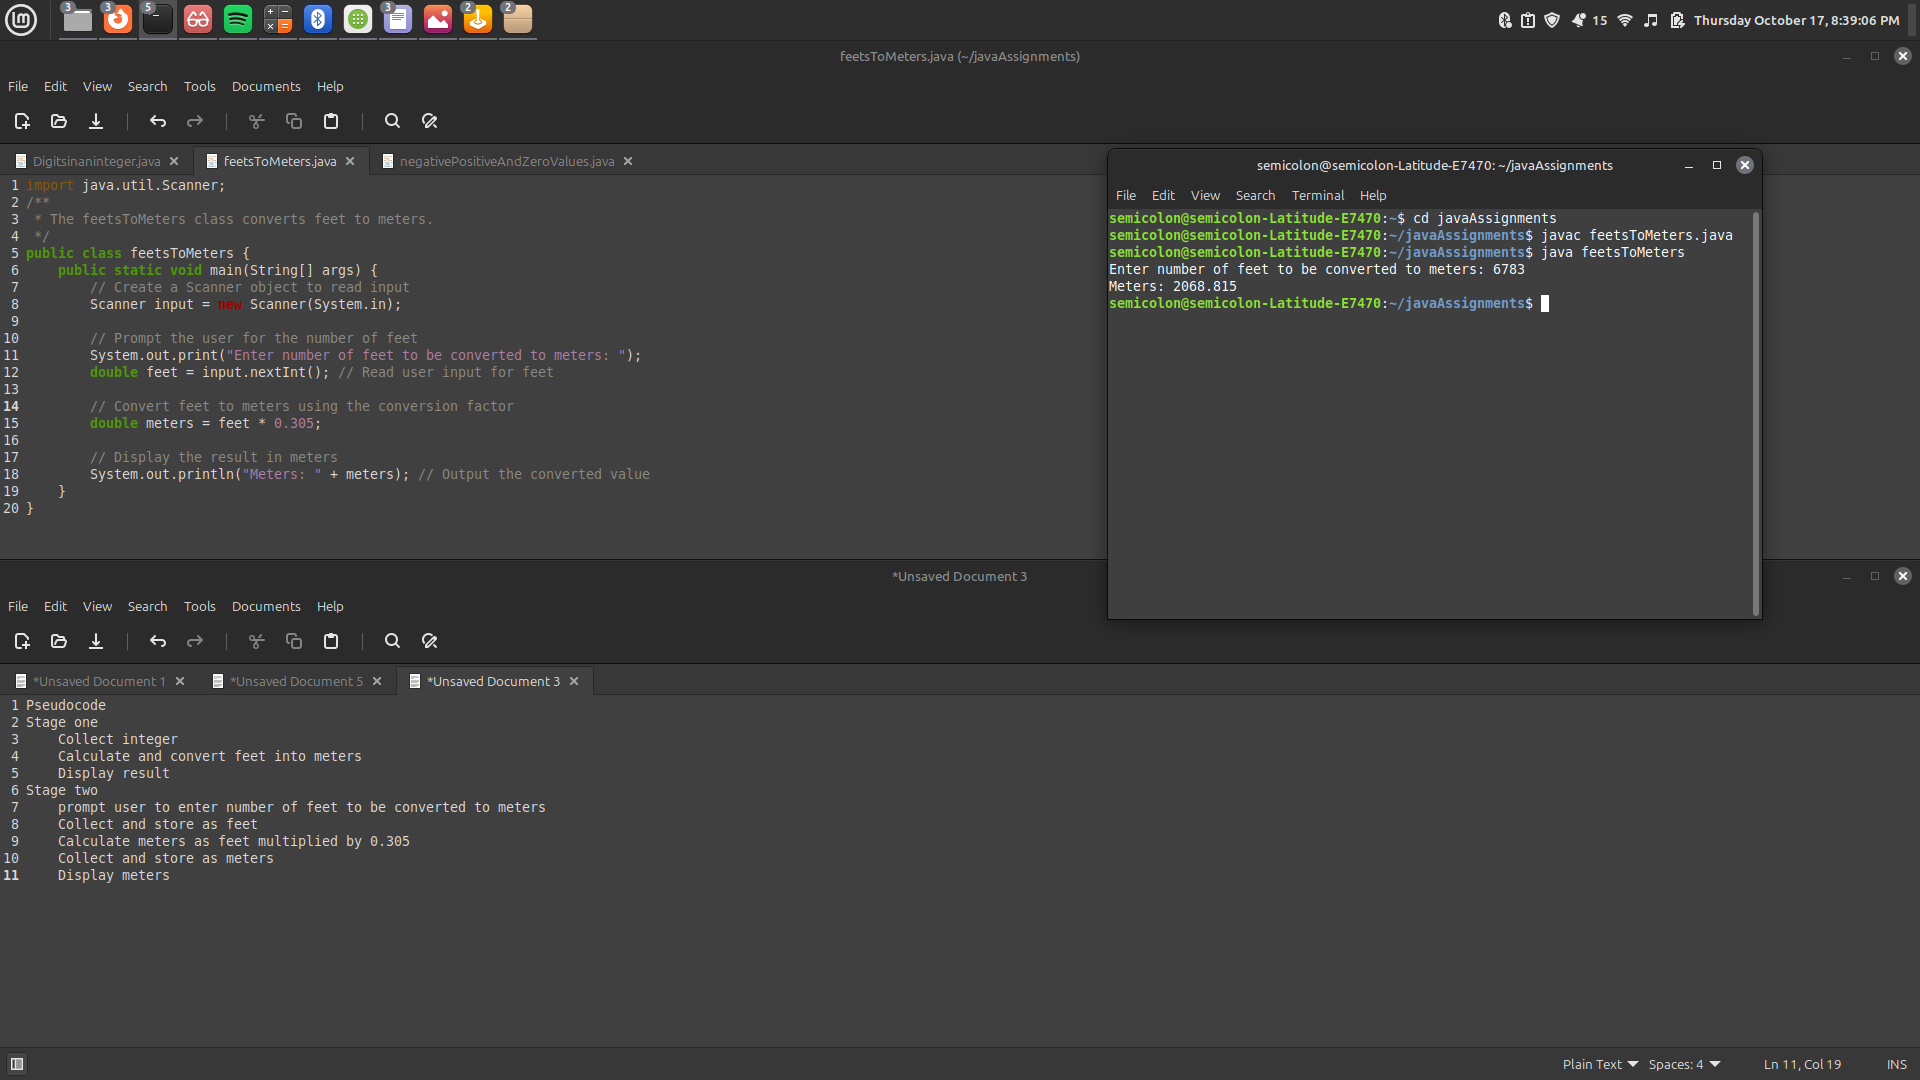 3 3 5 3 2 2
15 Thursday October 17, 8:39:06 PM
feetsToMeters.java (~/javaAssignments)
File Edit View Search Tools Documents Help
Digitsinaninteger.java feetsToMeters.java negativePositiveAndZeroValues.java
1 import java.util.Scanner;
2 /**
3  * The feetsToMeters class converts feet to meters.
4  */
5 public class feetsToMeters {
6     public static void main(String[] args) {
7         // Create a Scanner object to read input
8         Scanner input = new Scanner(System.in);
9
10         // Prompt the user for the number of feet
11         System.out.print("Enter number of feet to be converted to meters: ");
12         double feet = input.nextInt(); // Read user input for feet
13
14         // Convert feet to meters using the conversion factor
15         double meters = feet * 0.305;
16
17         // Display the result in meters
18         System.out.println("Meters: " + meters); // Output the converted value
19     }
20 }
semicolon@semicolon-Latitude-E7470: ~/javaAssignments
File Edit View Search Terminal Help
semicolon@semicolon-Latitude-E7470:~$ cd javaAssignments
semicolon@semicolon-Latitude-E7470:~/javaAssignments$ javac feetsToMeters.java
semicolon@semicolon-Latitude-E7470:~/javaAssignments$ java feetsToMeters
Enter number of feet to be converted to meters: 6783
Meters: 2068.815
semicolon@semicolon-Latitude-E7470:~/javaAssignments$
*Unsaved Document 3
File Edit View Search Tools Documents Help
*Unsaved Document 1 *Unsaved Document 5 *Unsaved Document 3
1 Pseudocode
2 Stage one
3     Collect integer
4     Calculate and convert feet into meters
5     Display result
6 Stage two
7     prompt user to enter number of feet to be converted to meters
8     Collect and store as feet
9     Calculate meters as feet multiplied by 0.305
10     Collect and store as meters
11     Display meters
Plain Text Spaces: 4 Ln 11, Col 19 INS